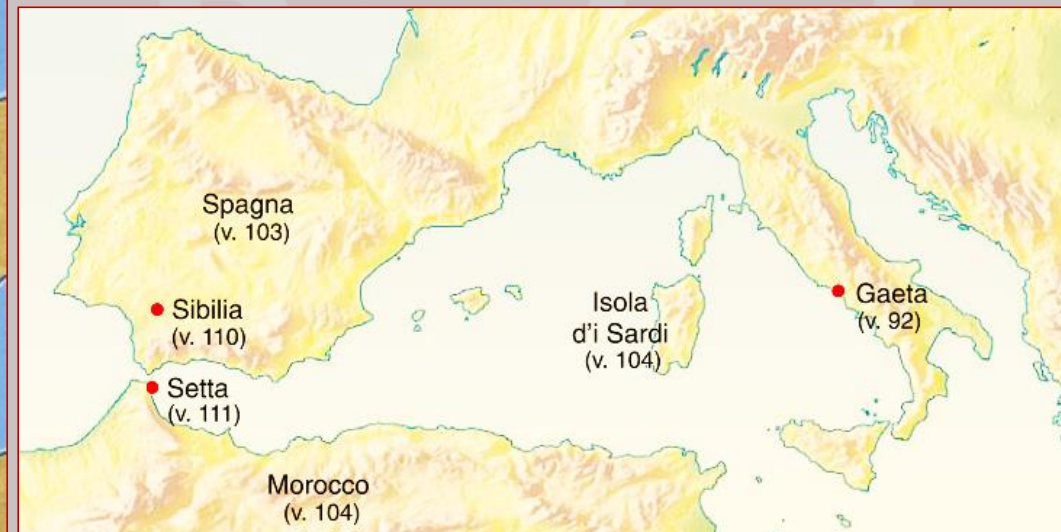 Spagna
(v. 103)
Sibilia
(v. 110)
Setta
(v. 111)
Morocco
(v. 104)
Isola
d'i Sardi
(v. 104)
Gaeta
(v. 92)